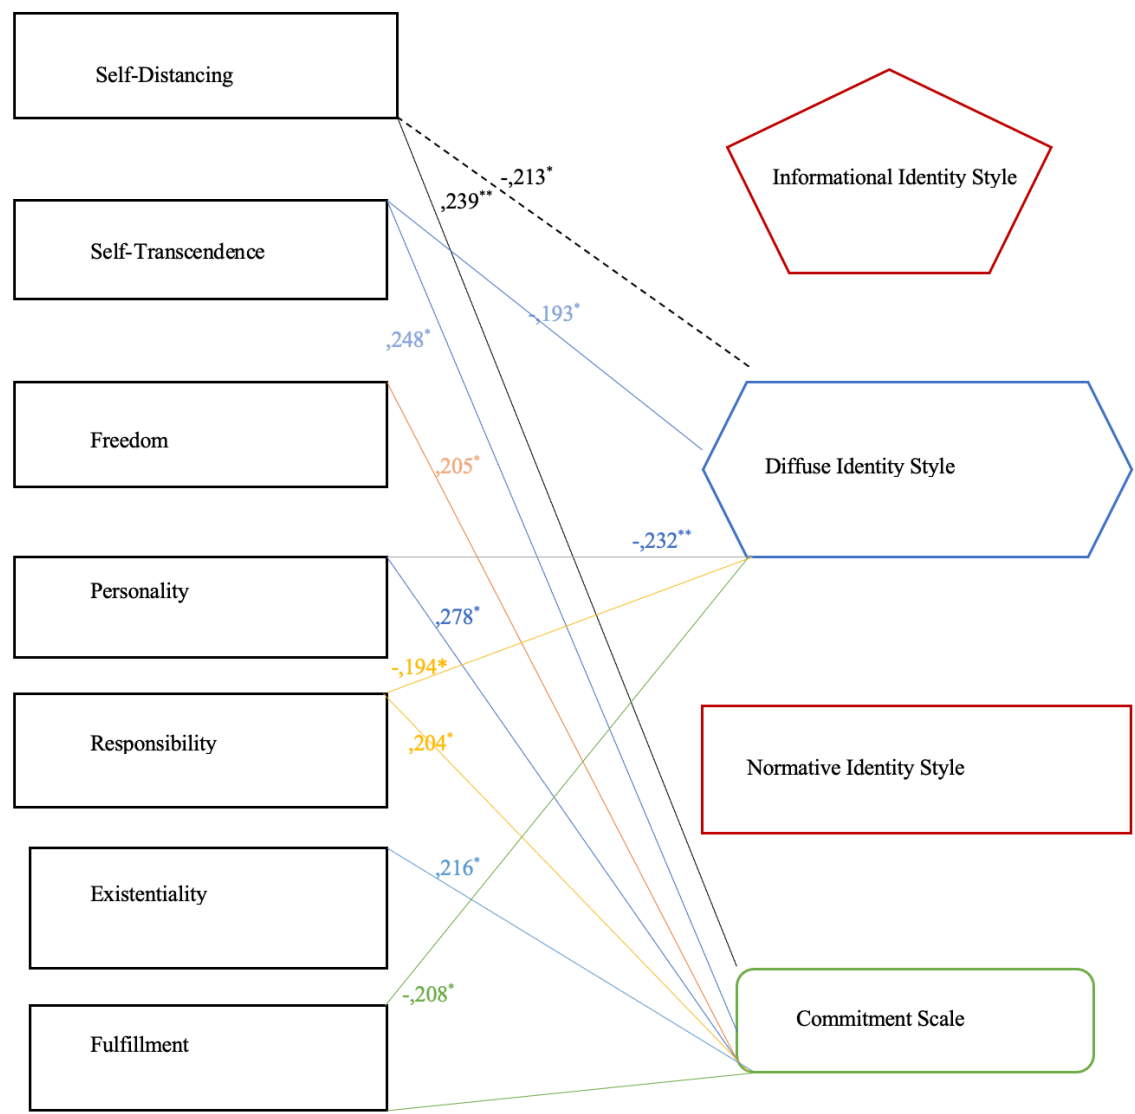 Self-Distancing
-,213*
Informational Identity Style
,239**
Self-Transcendence
-,193*
,248*
Freedom
,205*
Diffuse Identity Style
-,232**
Personality
,278*
-,194*
Responsibility
,204*
Normative Identity Style
,216*
Existentiality
-,208*
Commitment Scale
Fulfillment